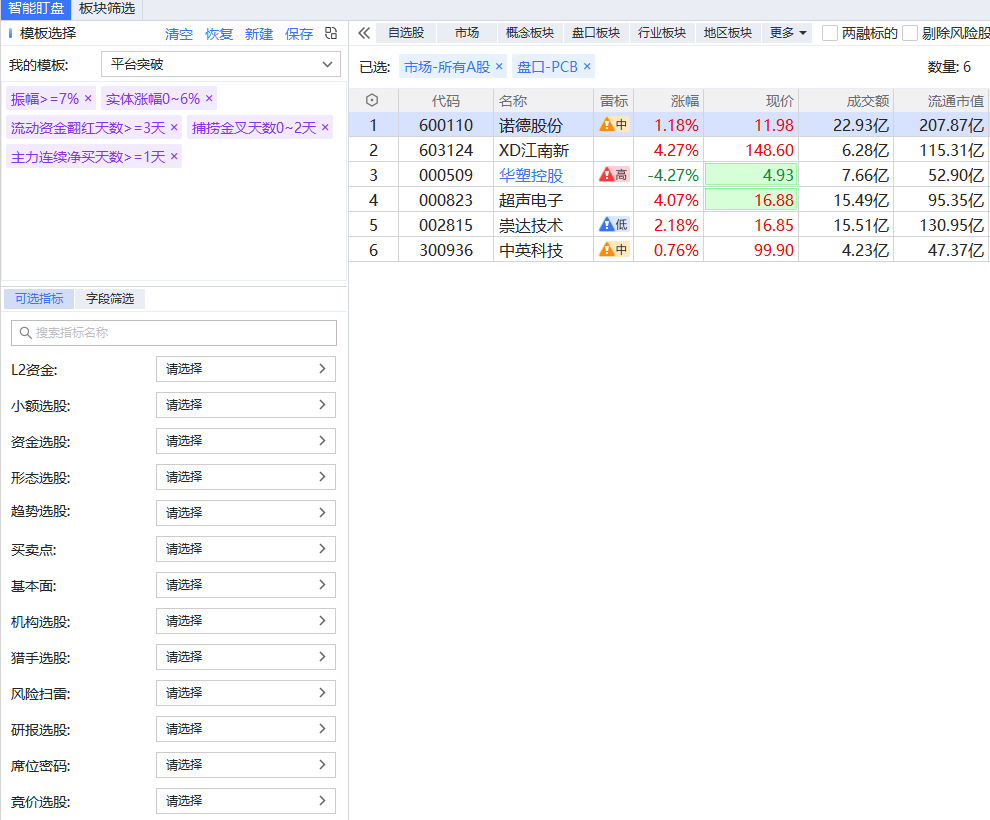 智能盯盘 板块筛选
模板选择 清空 恢复 新建 保存
我的模板: 平台突破
振幅>=7% × 实体涨幅0~6% ×
流动资金翻红天数>=3天 × 捕捞金叉天数0~2天 ×
主力连续净买天数>=1天 ×
可选指标 字段筛选
搜索指标名称
L2资金: 请选择
小额选股: 请选择
资金选股: 请选择
形态选股: 请选择
趋势选股: 请选择
买卖点: 请选择
基本面: 请选择
机构选股: 请选择
猎手选股: 请选择
风险扫雷: 请选择
研报选股: 请选择
席位密码: 请选择
竞价选股: 请选择
自选股 市场 概念板块 盘口板块 行业板块 地区板块 更多 两融标的 剔除风险股
已选: 市场-所有A股 × 盘口-PCB × 数量: 6
代码 名称 雷标 涨幅 现价 成交额 流通市值
1 600110 诺德股份 中 1.18% 11.98 22.93亿 207.87亿
2 603124 XD江南新 4.27% 148.60 6.28亿 115.31亿
3 000509 华塑控股 高 -4.27% 4.93 7.66亿 52.90亿
4 000823 超声电子 4.07% 16.88 15.49亿 95.35亿
5 002815 崇达技术 低 2.18% 16.85 15.51亿 130.95亿
6 300936 中英科技 中 0.76% 99.90 4.23亿 47.37亿